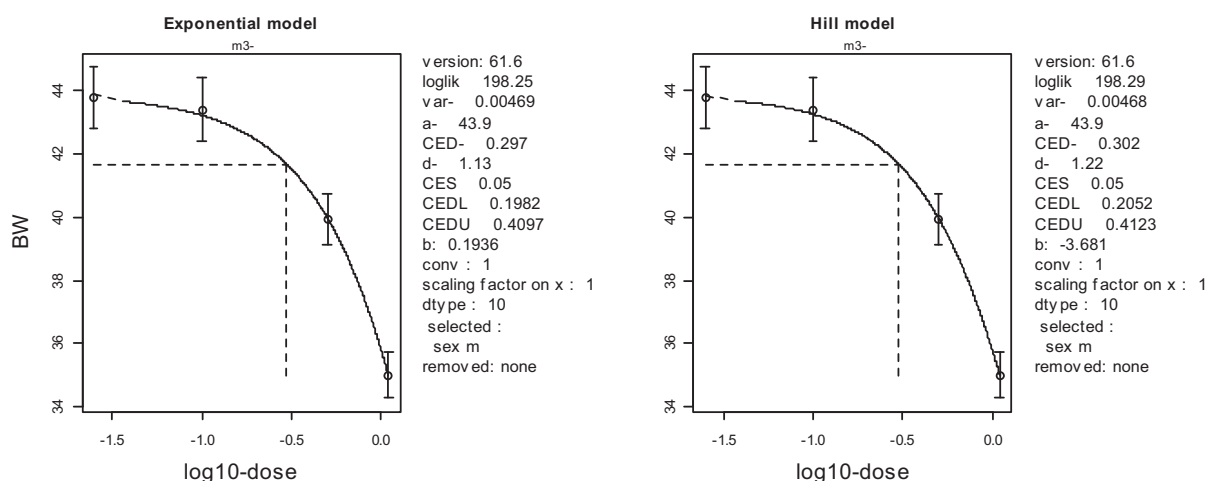 Exponential model
m3-
BW
44
42
40
38
36
34
-1.5
-1.0
-0.5
0.0
log10-dose
version: 61.6
loglik 198.25
var- 0.00469
a- 43.9
CED- 0.297
d- 1.13
CES 0.05
CEDL 0.1982
CEDU 0.4097
b: 0.1936
conv : 1
scaling factor on x : 1
dtype : 10
selected :
sex m
removed: none
Hill model
m3-
44
42
40
38
36
34
-1.5
-1.0
-0.5
0.0
log10-dose
version: 61.6
loglik 198.29
var- 0.00468
a- 43.9
CED- 0.302
d- 1.22
CES 0.05
CEDL 0.2052
CEDU 0.4123
b: -3.681
conv : 1
scaling factor on x : 1
dtype : 10
selected :
sex m
removed: none